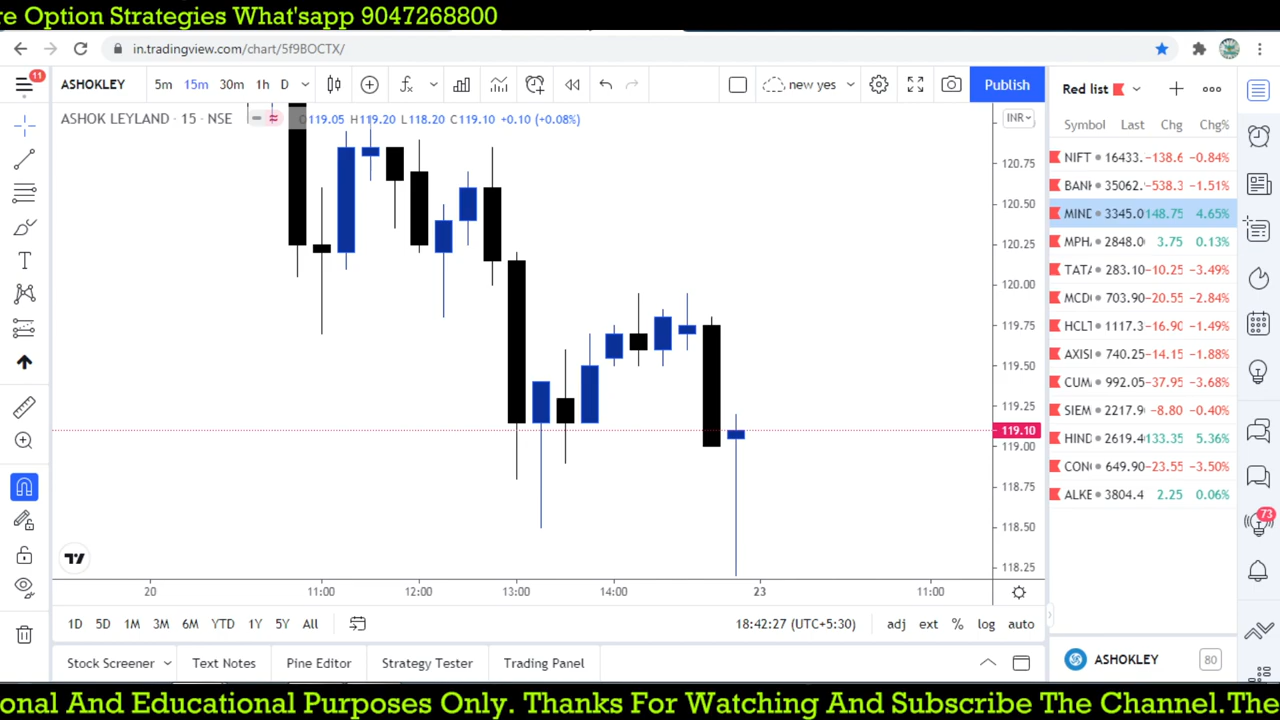 re Option Strategies What'sapp 9047268800
in.tradingview.com/chart/5f9BOCTX/
11
ASHOKLEY 5m 15m 30m 1h D new yes Publish
Red list
ASHOK LEYLAND · 15 · NSE
O119.05 H119.20 L118.20 C119.10 +0.10 (+0.08%)
INR
Symbol Last Chg Chg%
NIFT 16433. -138.6 -0.84%
BANK 35062. -538.3 -1.51%
MIND 3345.0 148.75 4.65%
MPH 2848.0 3.75 0.13%
TATA 283.10 -10.25 -3.49%
MCD 703.90 -20.55 -2.84%
HCLT 1117.3 -16.90 -1.49%
AXISI 740.25 -14.15 -1.88%
CUM 992.05 -37.95 -3.68%
SIEM 2217.9 -8.80 -0.40%
HIND 2619.4 133.35 5.36%
CON 649.90 -23.55 -3.50%
ALKE 3804.4 2.25 0.06%
120.75
120.50
120.25
120.00
119.75
119.50
119.25
119.10
119.00
118.75
118.50
118.25
73
20 11:00 12:00 13:00 14:00 23 11:00
1D 5D 1M 3M 6M YTD 1Y 5Y All 18:42:27 (UTC+5:30) adj ext % log auto
Stock Screener Text Notes Pine Editor Strategy Tester Trading Panel
ASHOKLEY 80
onal And Educational Purposes Only. Thanks For Watching And Subscribe The Channel.The